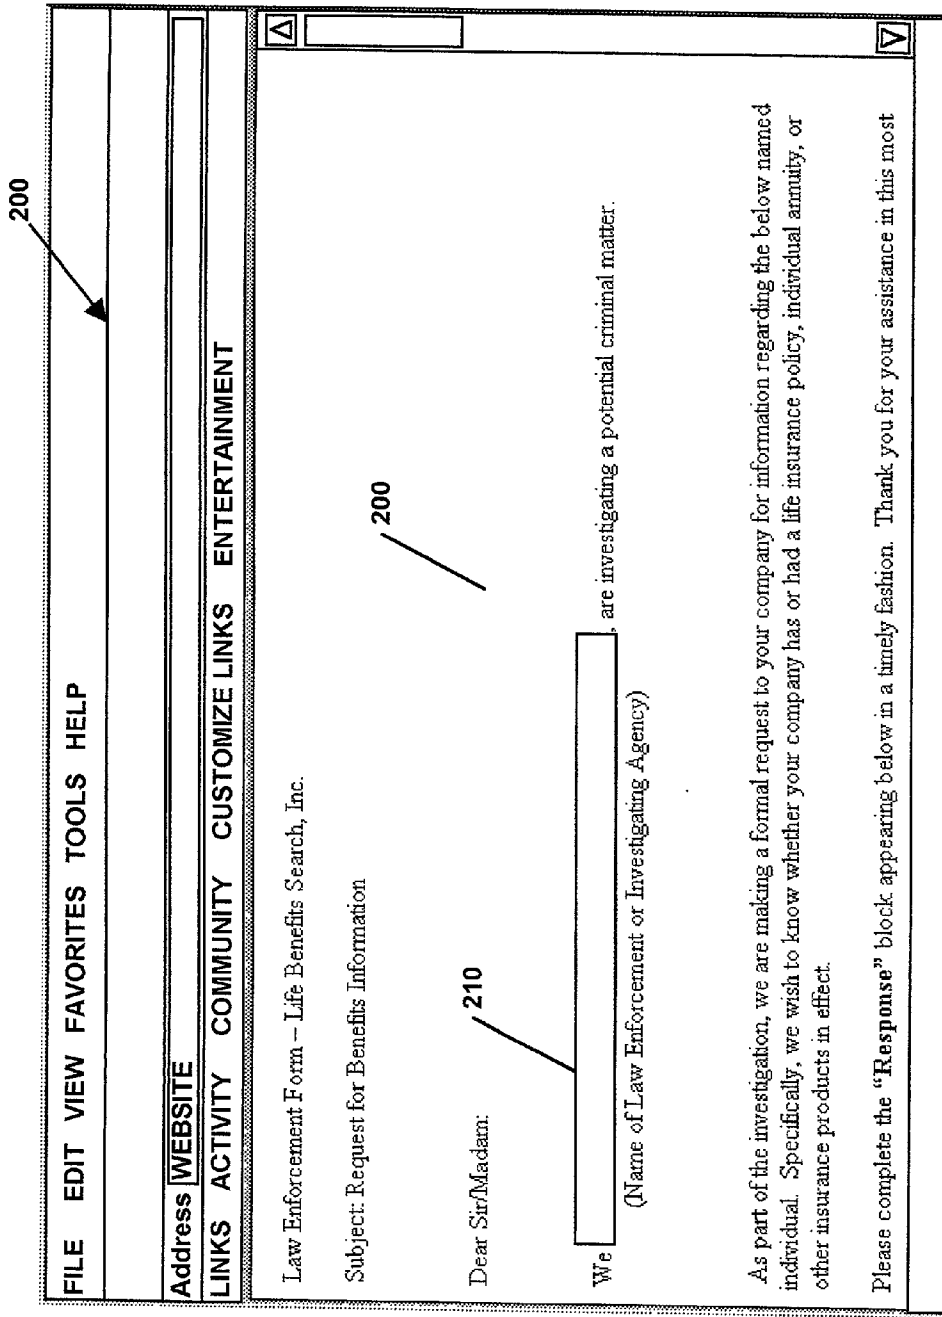 200
FILE EDIT VIEW FAVORITES TOOLS HELP
Address WEBSITE
LINKS ACTIVITY COMMUNITY CUSTOMIZE LINKS ENTERTAINMENT
Law Enforcement Form – Life Benefits Search, Inc.
Subject: Request for Benefits Information
200
Dear Sir/Madam:
210
We , are investigating a potential criminal matter.
(Name of Law Enforcement or Investigating Agency)
As part of the investigation, we are making a formal request to your company for information regarding the below named
individual. Specifically, we wish to know whether your company has or had a life insurance policy, individual annuity, or
other insurance products in effect.
Please complete the “Response” block appearing below in a timely fashion. Thank you for your assistance in this most